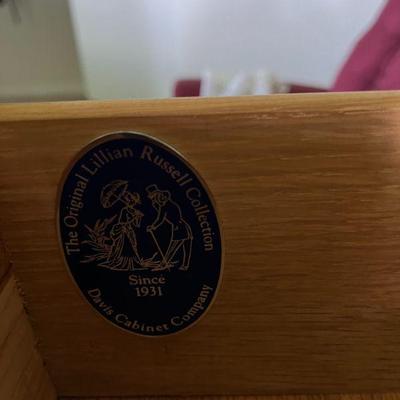 The Original Lillian Russell Collection
Since
1931
Davis Cabinet Company